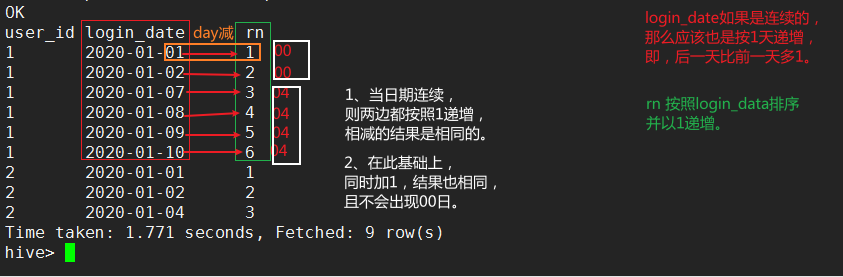 OK
user_id login_date day减 rn
1 2020-01-01 1 00
1 2020-01-02 2 00
1 2020-01-07 3 04
1 2020-01-08 4 04
1 2020-01-09 5 04
1 2020-01-10 6 04
2 2020-01-01 1
2 2020-01-02 2
2 2020-01-04 3
Time taken: 1.771 seconds, Fetched: 9 row(s)
hive>
1、当日期连续，
则两边都按照1递增，
相减的结果是相同的。
2、在此基础上，
同时加1，结果也相同，
且不会出现00日。
login_date如果是连续的，
那么应该也是按1天递增，
即，后一天比前一天多1。
rn 按照login_data排序
并以1递增。